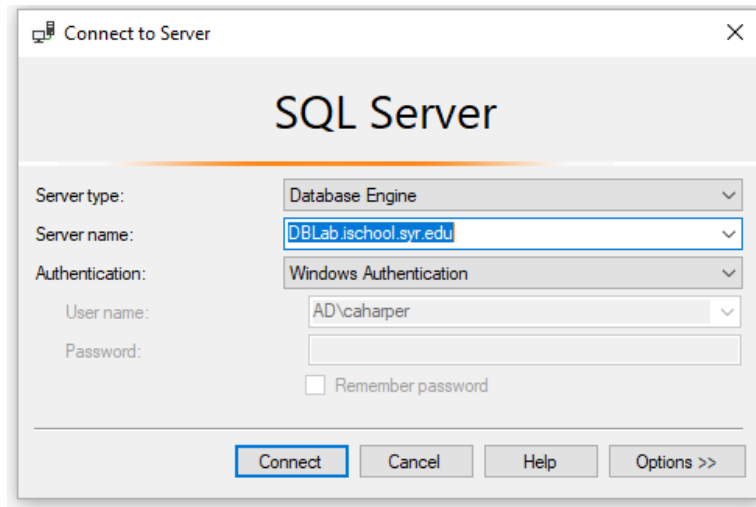 Connect to Server
SQL Server
Server type: Database Engine
Server name: DBLab.ischool.syr.edu
Authentication: Windows Authentication
User name: AD\caharper
Password:
Remember password
Connect Cancel Help Options >>